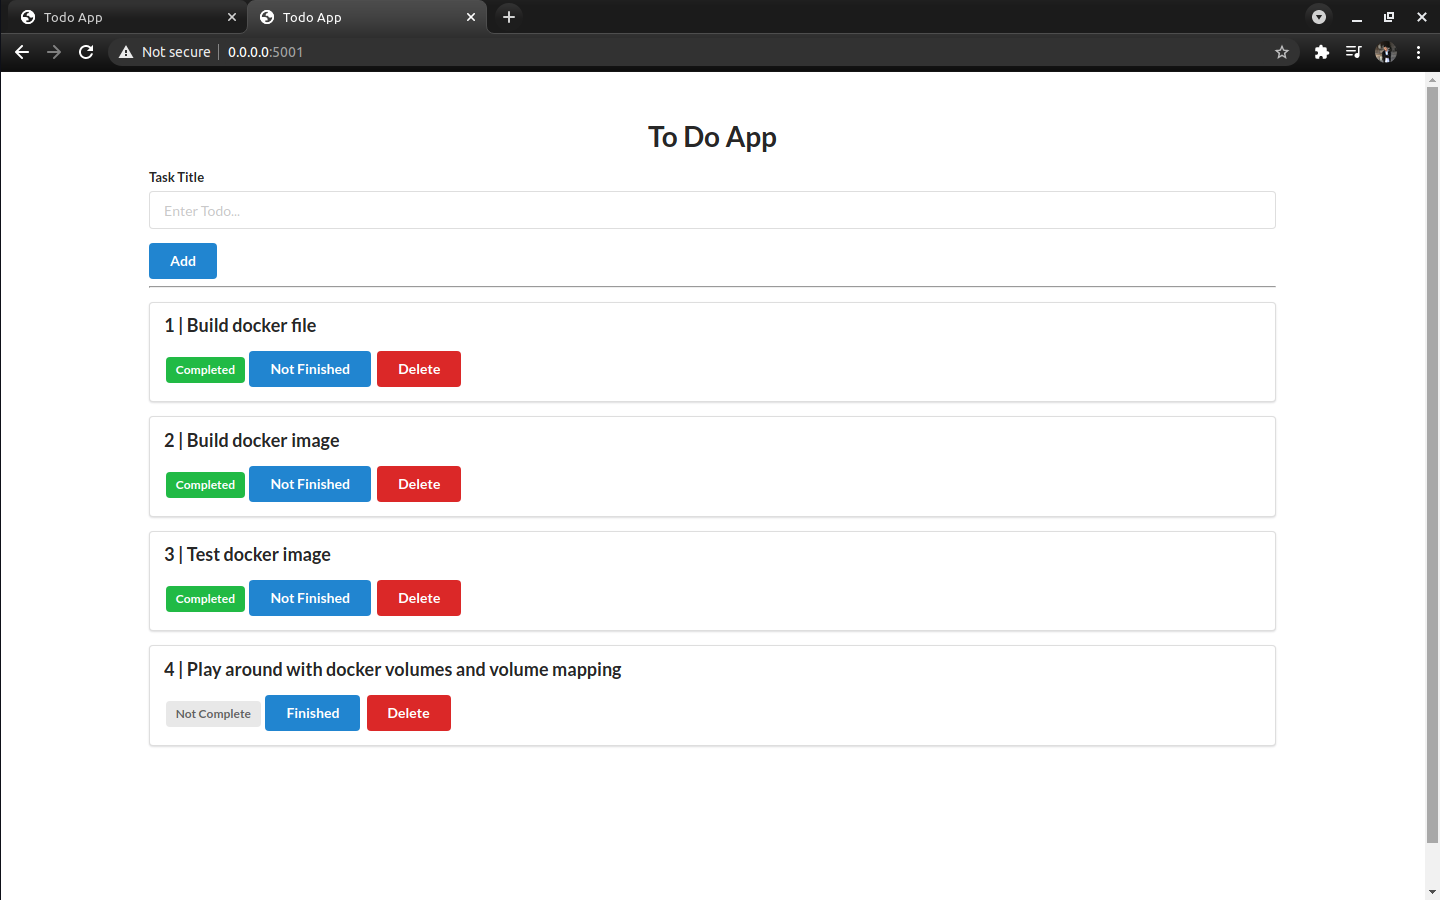 Todo App
Todo App
Not secure | 0.0.0.0:5001
To Do App
Task Title
Enter Todo...
Add
1 | Build docker file
Completed Not Finished Delete
2 | Build docker image
Completed Not Finished Delete
3 | Test docker image
Completed Not Finished Delete
4 | Play around with docker volumes and volume mapping
Not Complete Finished Delete